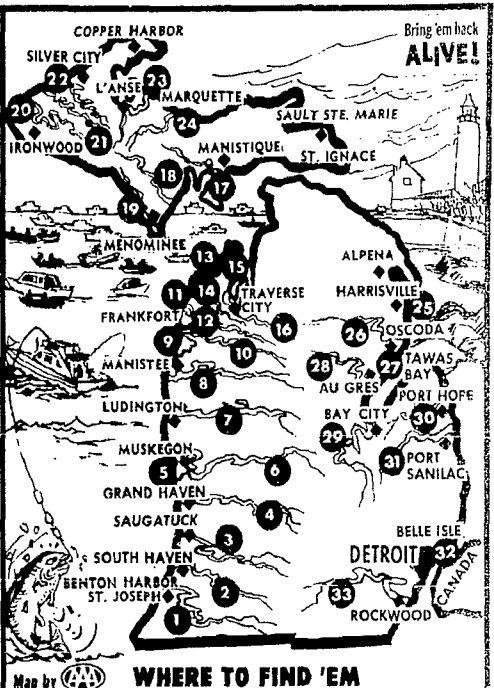 Bring 'em back
ALIVE!
COPPER HARBOR
SILVER CITY
22
L'ANSE
23
MARQUETTE
20
SAULT STE. MARIE
24
IRONWOOD
21
MANISTIQUE
ST. IGNACE
18
17
19
MENOMINEE
13
15
ALPENA
11
14
TRAVERSE
CITY
HARRISVILLE
25
FRANKFORT
12
16
26
OSCODA
9
10
MANISTEE
28
27
TAWAS
BAY
8
AU GRES
PORT HOPE
LUDINGTON
7
BAY CITY
30
29
MUSKEGON
5
6
31
PORT
SANILAC
GRAND HAVEN
4
SAUGATUCK
3
BELLE ISLE
DETROIT
32
SOUTH HAVEN
CANADA
BENTON HARBOR
ST. JOSEPH
2
33
1
ROCKWOOD
Map by AAA
WHERE TO FIND 'EM